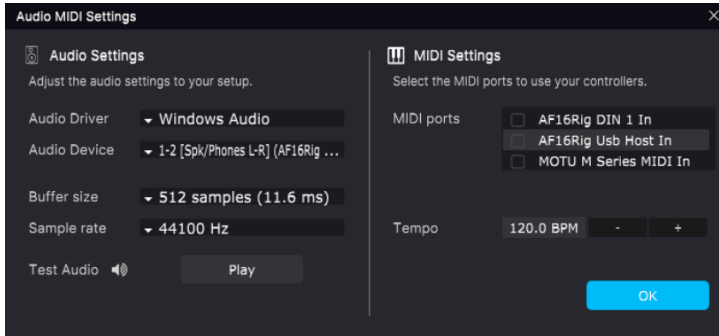 Audio MIDI Settings
Audio Settings
Adjust the audio settings to your setup.
Audio Driver Windows Audio
Audio Device 1-2 [Spk/Phones L-R] (AF16Rig ...
Buffer size 512 samples (11.6 ms)
Sample rate 44100 Hz
Test Audio Play
MIDI Settings
Select the MIDI ports to use your controllers.
MIDI ports AF16Rig DIN 1 In
AF16Rig Usb Host In
MOTU M Series MIDI In
Tempo 120.0 BPM - +
OK